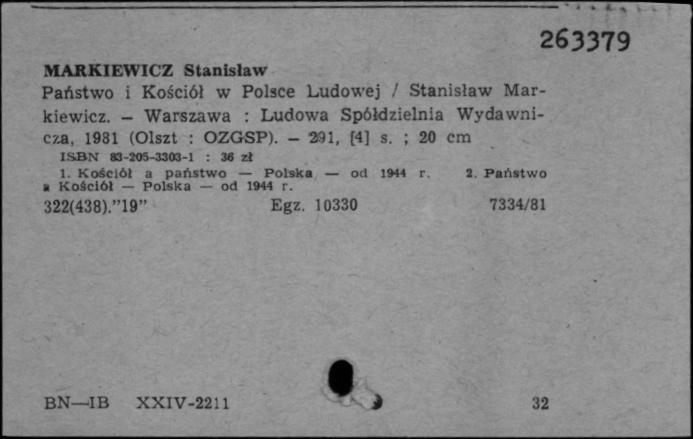 263379
MARKIEWICZ Stanisław
Państwo i Kościół w Polsce Ludowej / Stanisław Mar-
kiewicz. — Warszawa : Ludowa Spółdzielnia Wydawni-
cza, 1981 (Olszt : OZGSP). — 291, [4] s. ; 20 cm
ISBN 83-205-3303-1 : 36 zł
1. Kościół a państwo — Polska — od 1944 r. 2. Państwo
a Kościół — Polska — od 1944 r.
322(438)."19" Egz. 10330 7334/81
BN—IB XXIV-2211 32